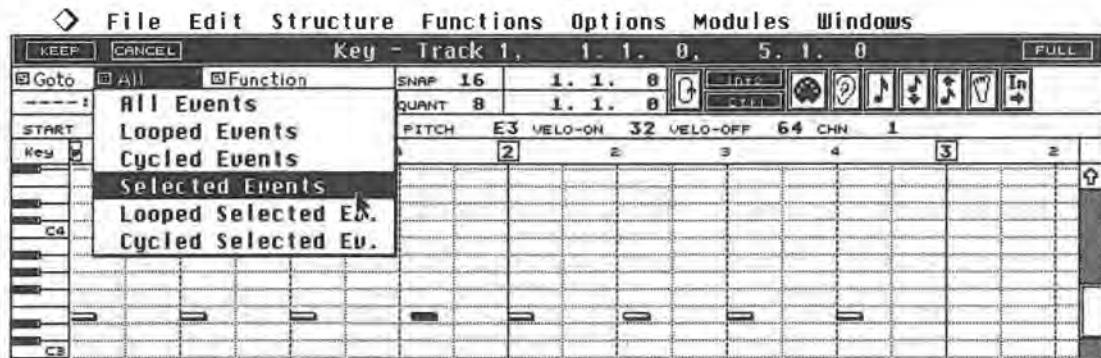 File Edit Structure Functions Options Modules Windows
KEEP CANCEL Key - Track 1, 1. 1. 0, 5. 1. 0 FULL
Goto All Function SNAP 16 1. 1. 0 INFO In
----: QUANT 8 1. 1. 0 CTRL
START PITCH E3 VELO-ON 32 VELO-OFF 64 CHN 1
Key 2 2 3 4 3 2
All Events
Looped Events
Cycled Events
Selected Events
Looped Selected Ev.
Cycled Selected Ev.
C4
C3